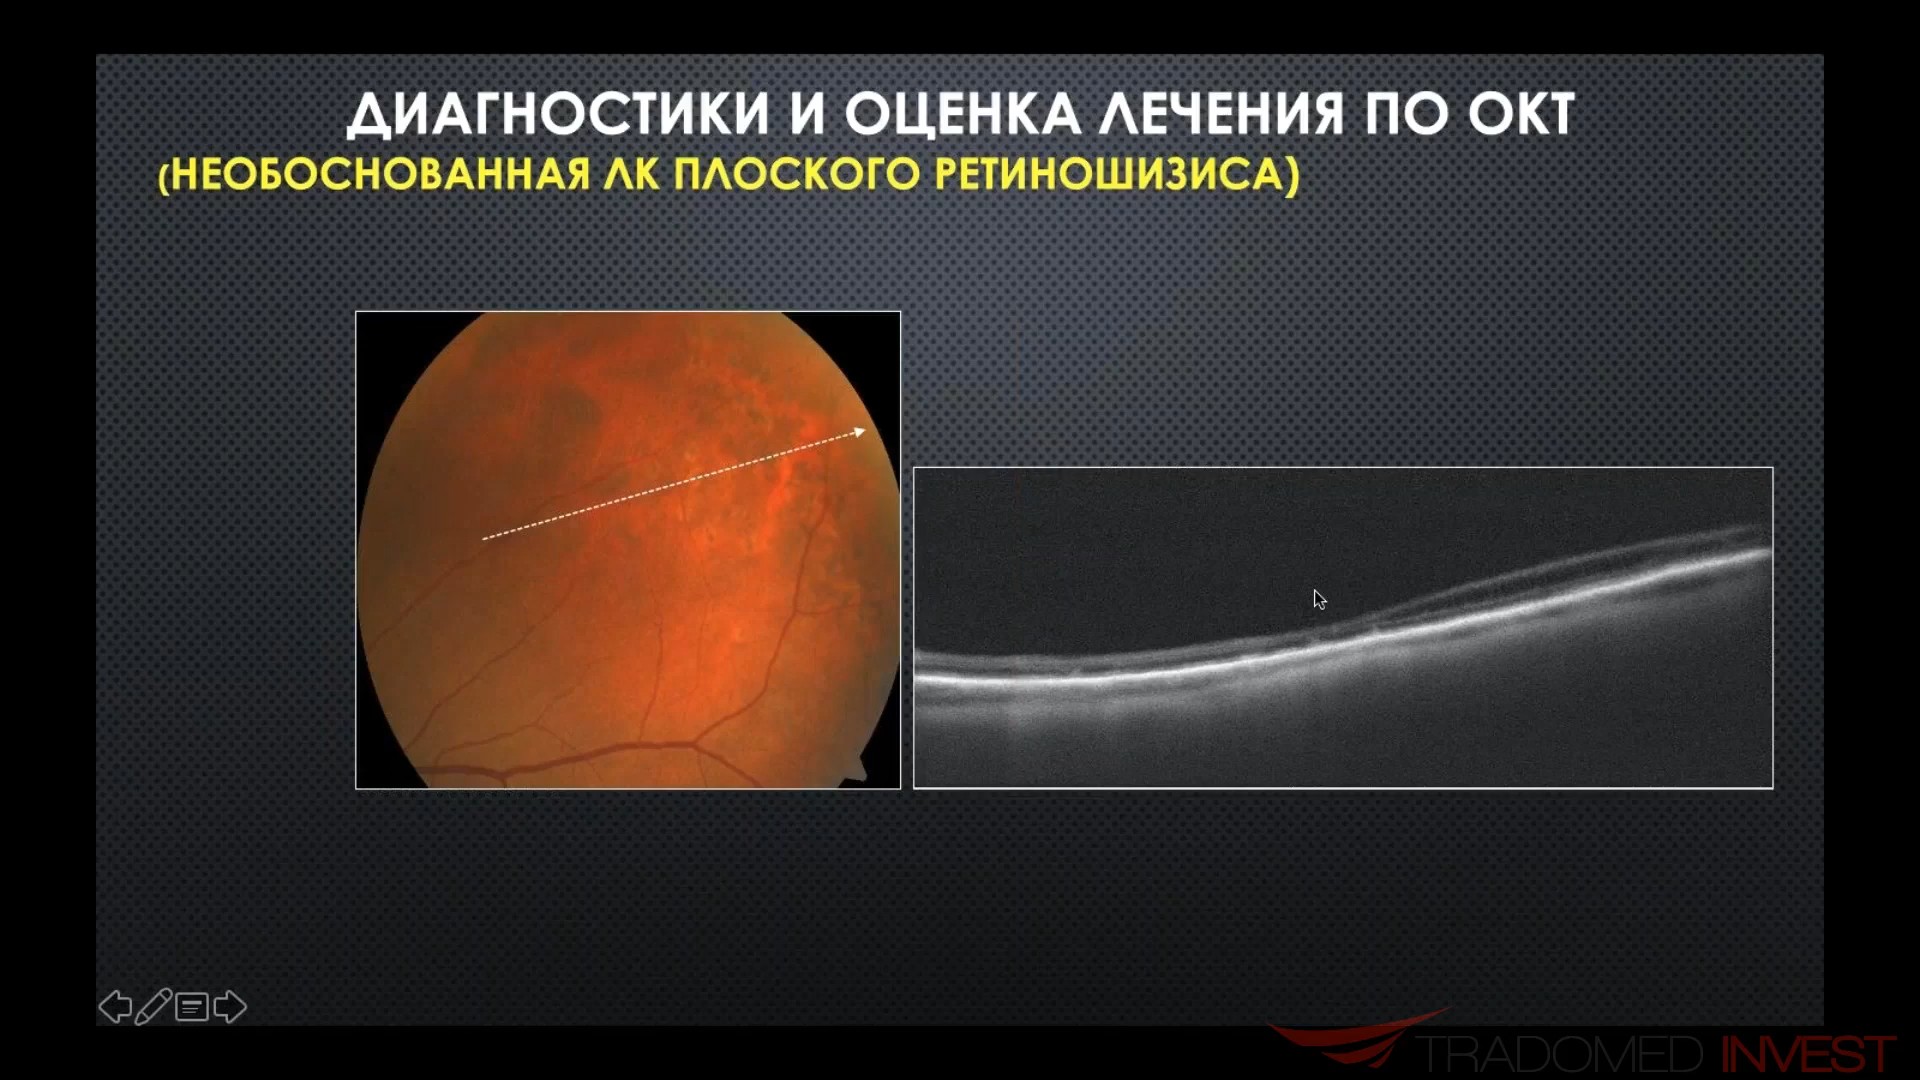 ДИАГНОСТИКИ И ОЦЕНКА ЛЕЧЕНИЯ ПО ОКТ
(НЕОБОСНОВАННАЯ ЛК ПЛОСКОГО РЕТИНОШИЗИСА)
TRADOMED INVEST